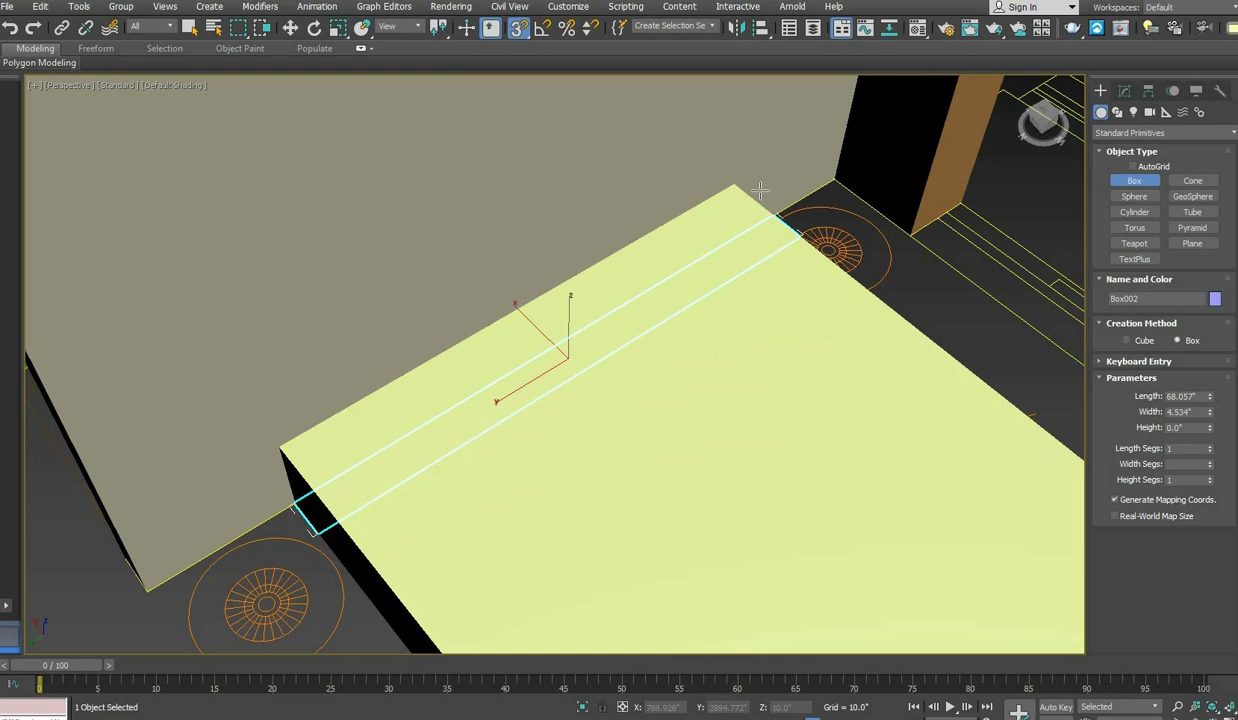 File Edit Tools Group Views Create Modifiers Animation Graph Editors Rendering Civil View Customize Scripting Content Interactive Arnold Help Sign In Workspaces: Default
All View Create Selection Se
Modeling Freeform Selection Object Paint Populate
Polygon Modeling
[+] [Perspective] [Standard] [Default Shading]
Standard Primitives
Object Type
AutoGrid
Box Cone
Sphere GeoSphere
Cylinder Tube
Torus Pyramid
Teapot Plane
TextPlus
Name and Color
Box002
Creation Method
Cube Box
Keyboard Entry
Parameters
Length: 68.057"
Width: 4.534"
Height: 0.0"
Length Segs: 1
Width Segs:
Height Segs: 1
Generate Mapping Coords.
Real-World Map Size
x
z
y
0 / 100
0 5 10 15 20 25 30 35 40 45 50 55 60 65 70 75 80 85 90 95 100
1 Object Selected X: 788.928" Y: 2894.772" Z: 10.0" Grid = 10.0" Auto Key Selected